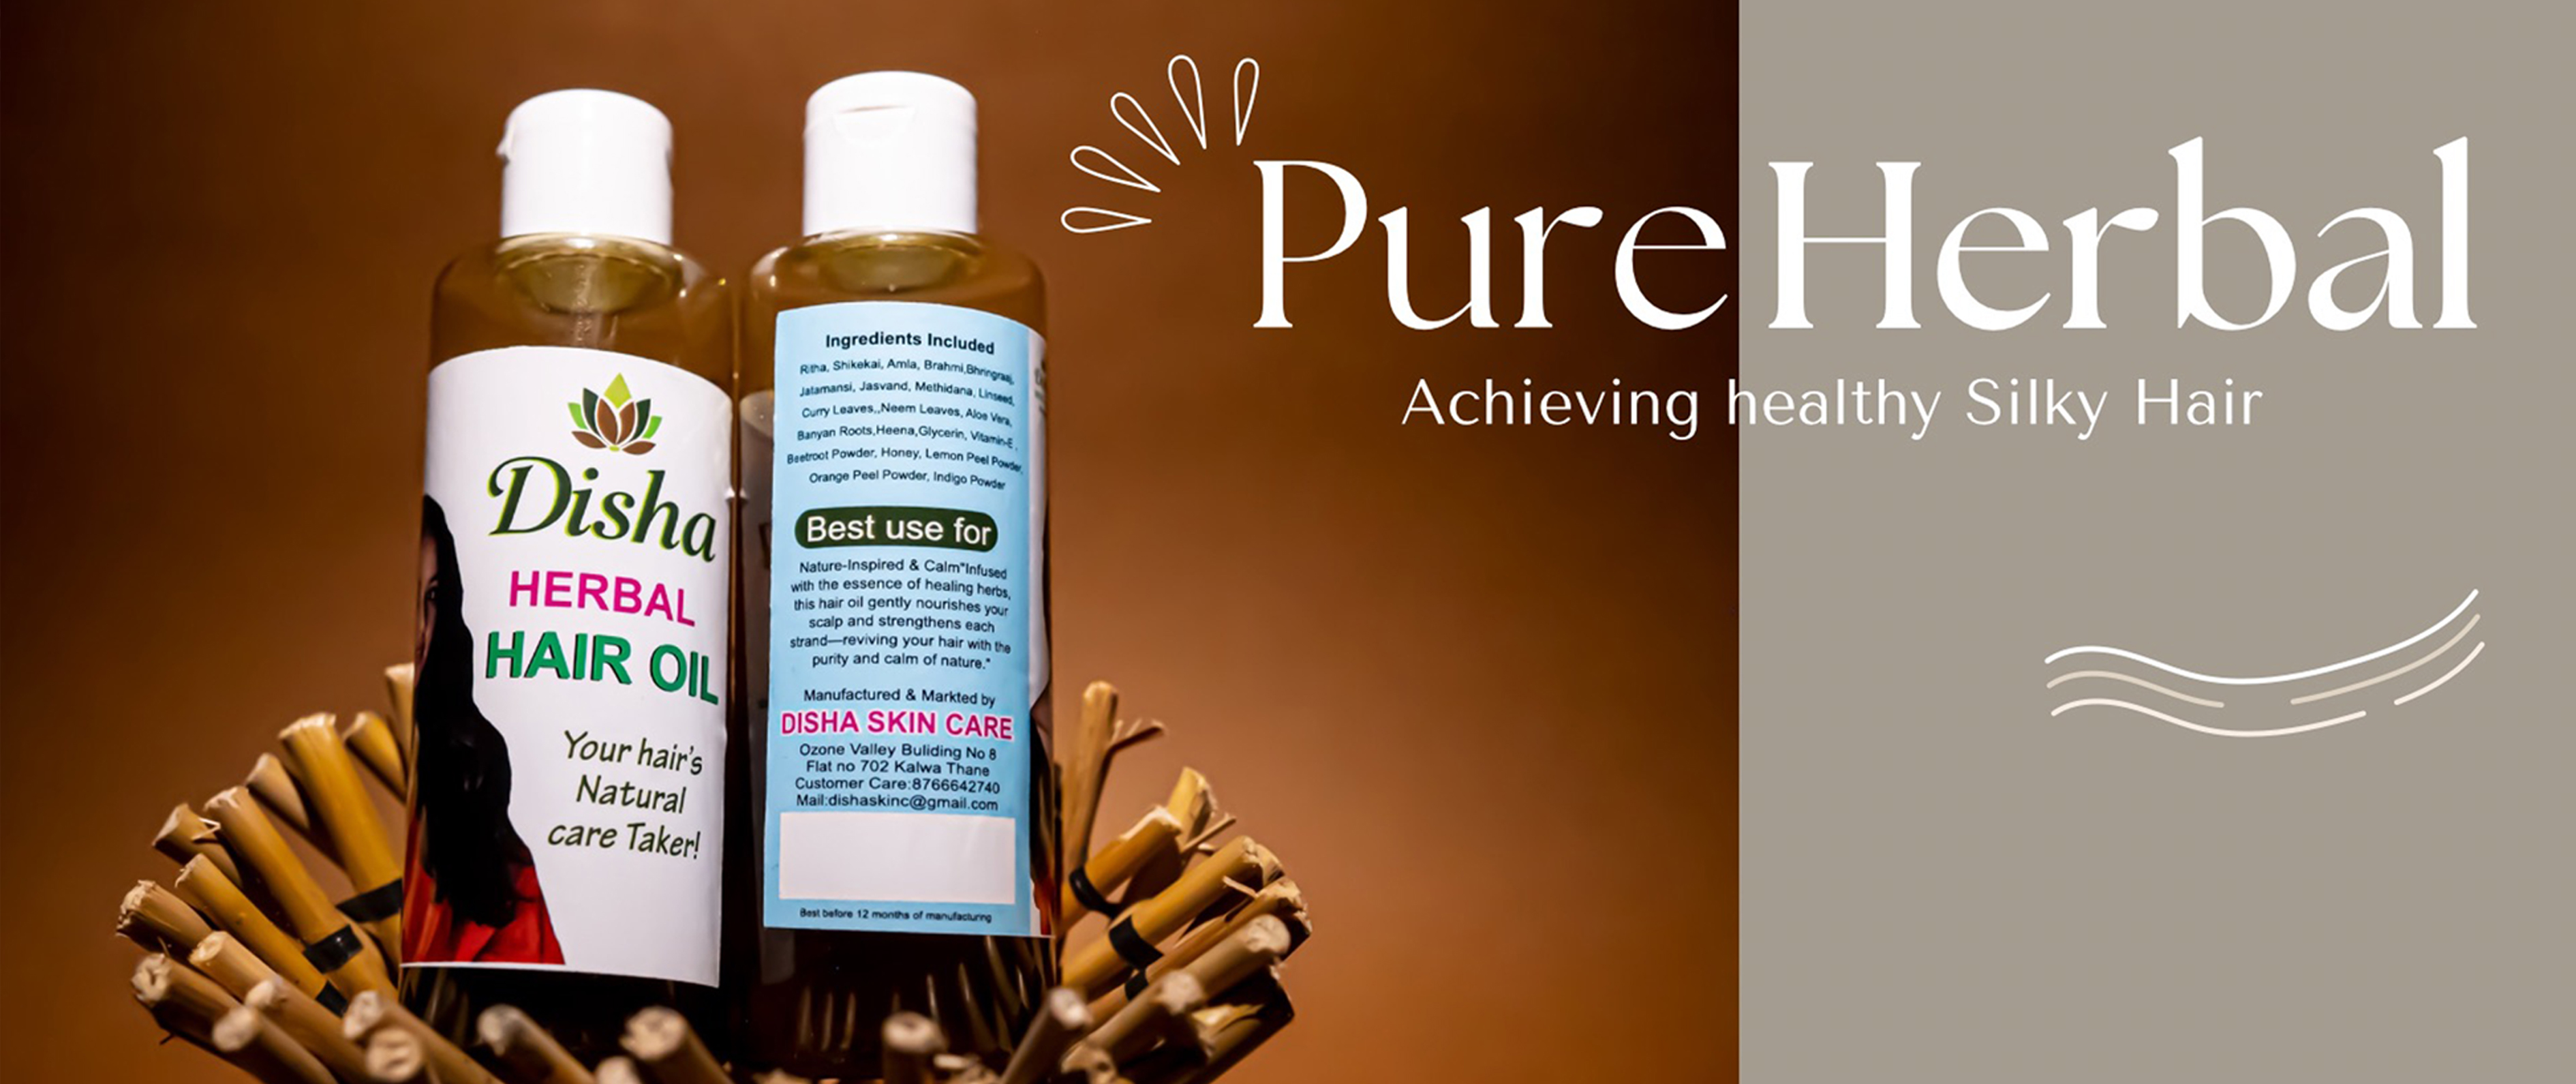 Pure Herbal
Achieving healthy Silky Hair
Disha
HERBAL
HAIR OIL
Your hair's
Natural
care Taker!
Ingredients Included
Ritha, Shikekai, Amla, Brahmi,Bhringraaj,
Jatamansi, Jasvand, Methidana, Linseed,
Curry Leaves,,Neem Leaves, Aloe Vera,
Banyan Roots,Heena,Glycerin, Vitamin-E ,
Beetroot Powder, Honey, Lemon Peel Powder,
Orange Peel Powder, Indigo Powder
Best use for
Nature-Inspired & Calm"Infused
with the essence of healing herbs,
this hair oil gently nourishes your
scalp and strengthens each
strand—reviving your hair with the
purity and calm of nature."
Manufactured & Markted by
DISHA SKIN CARE
Ozone Valley Buliding No 8
Flat no 702 Kalwa Thane
Customer Care:8766642740
Mail:dishaskinc@gmail.com
Best before 12 months of manufacturing